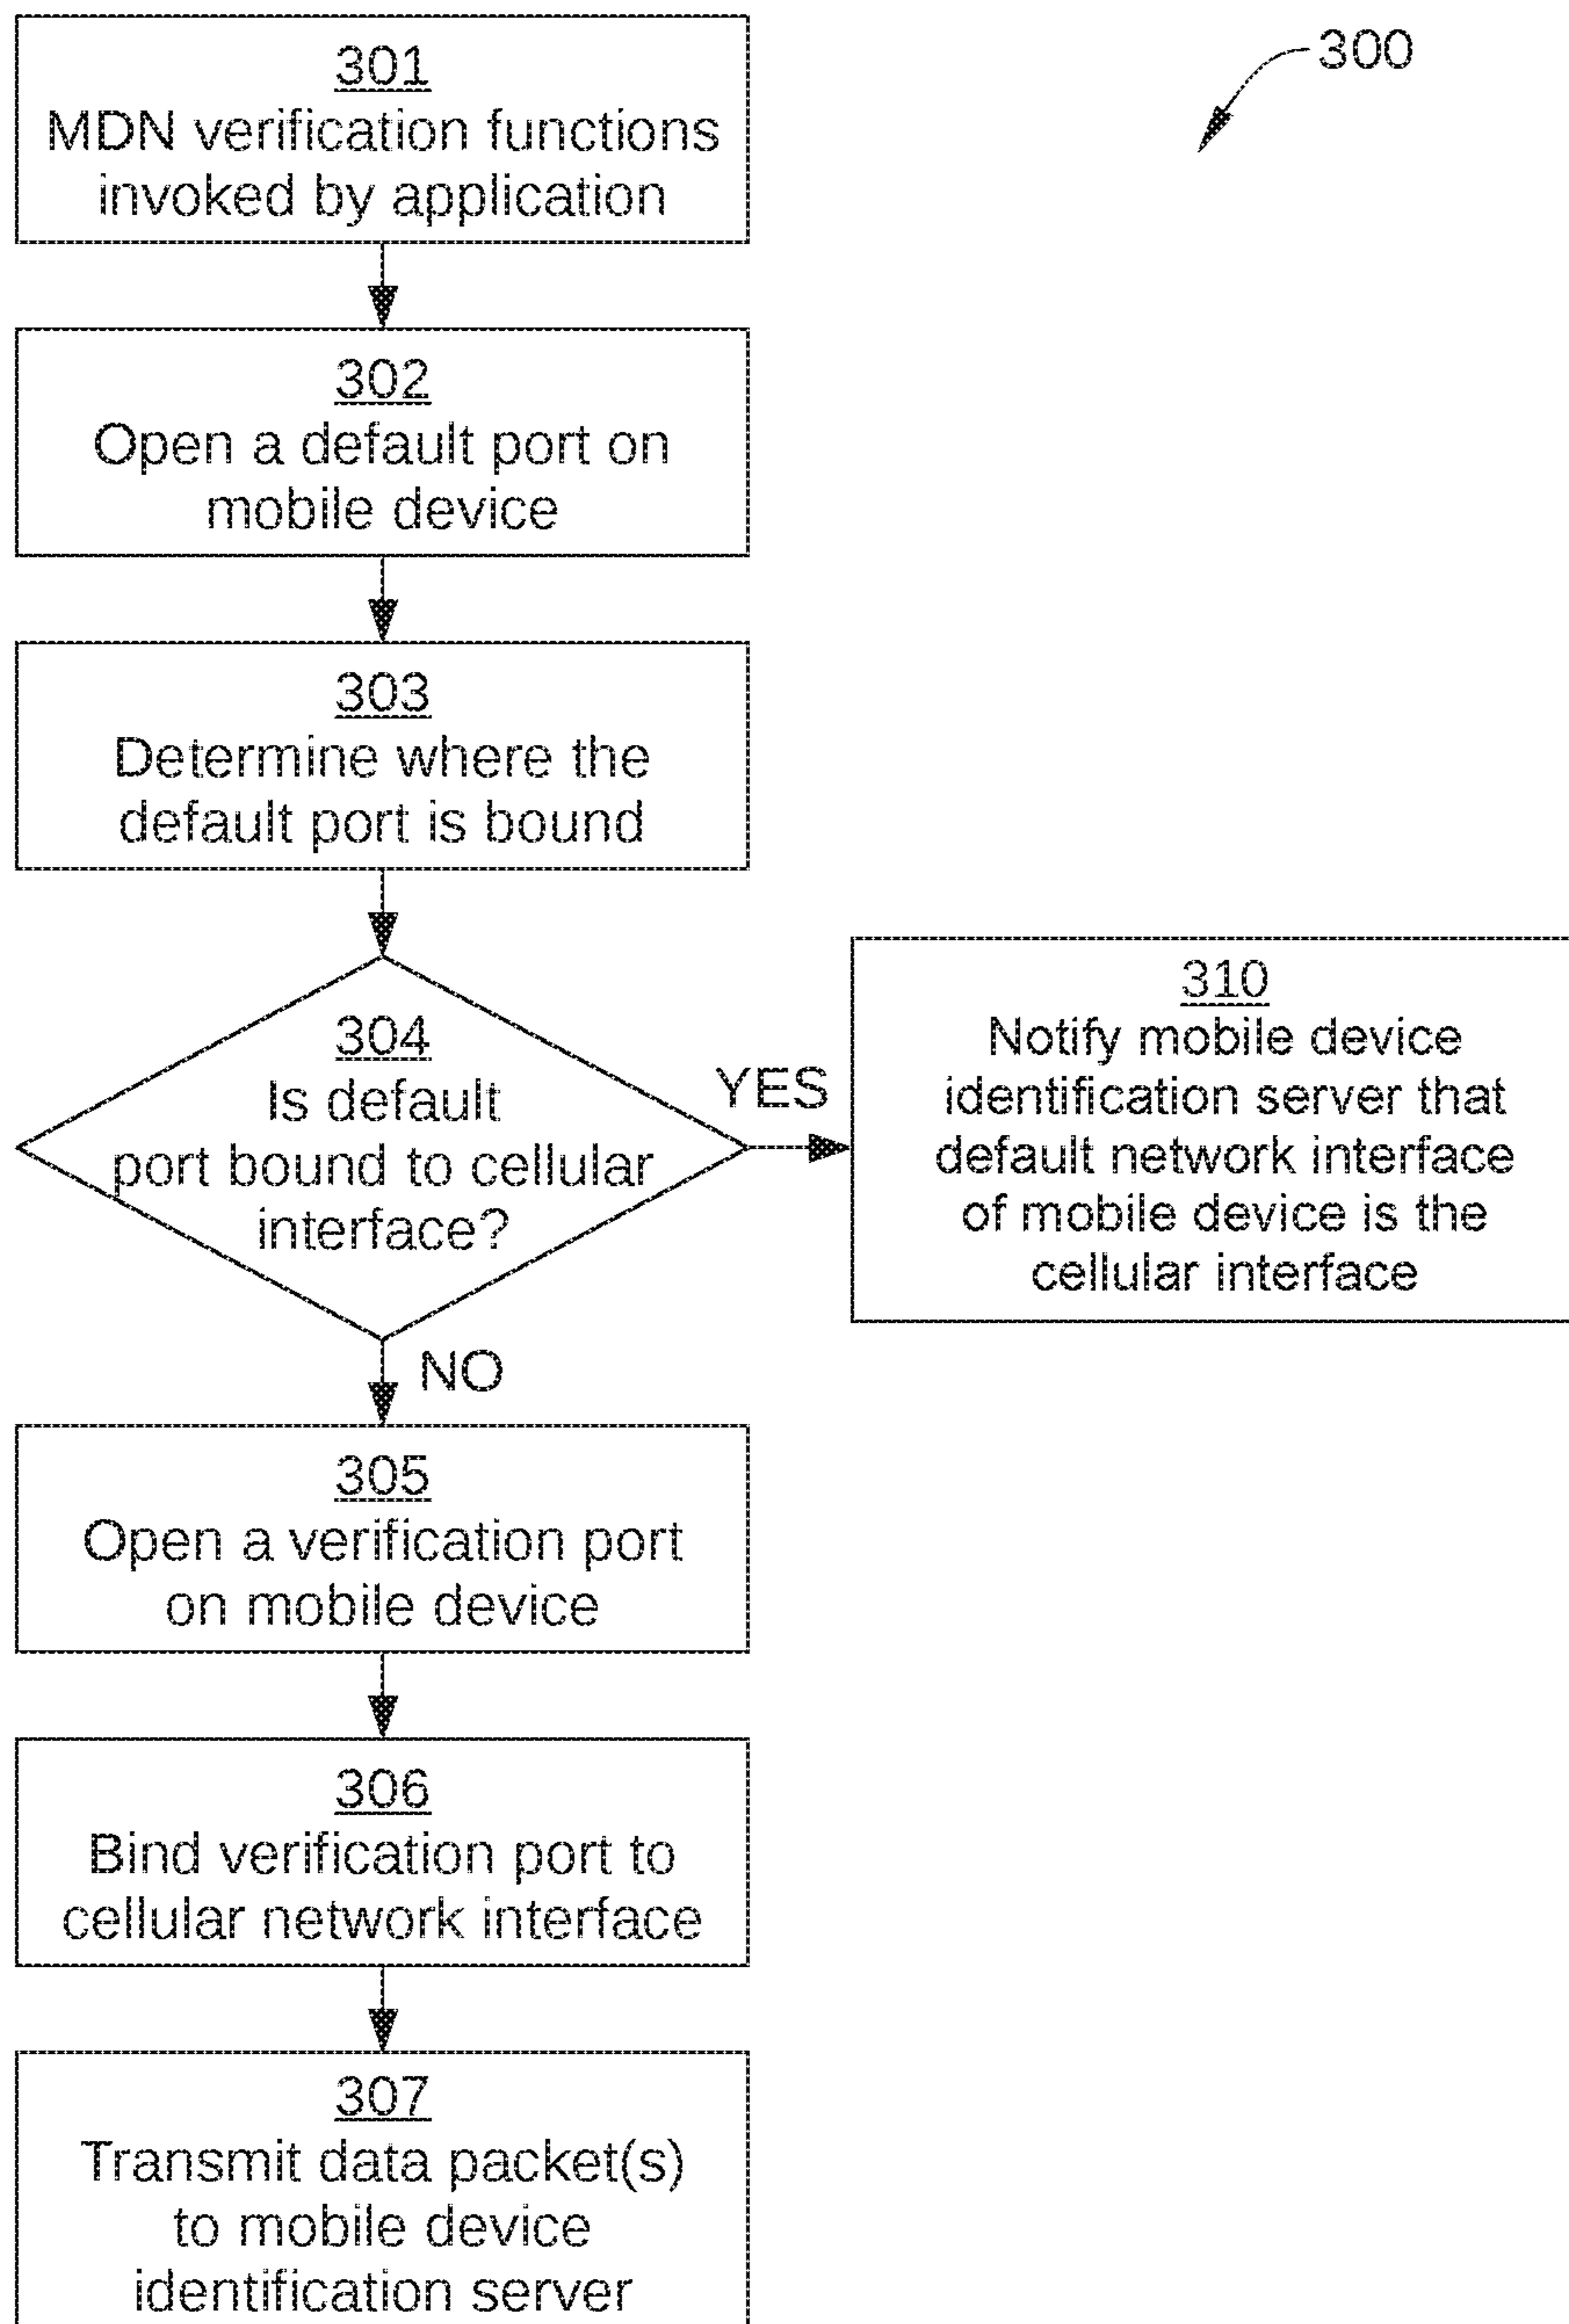 300
301
MDN verification functions
invoked by application
302
Open a default port on
mobile device
303
Determine where the
default port is bound
304
Is default
port bound to cellular
interface?
YES
310
Notify mobile device
identification server that
default network interface
of mobile device is the
cellular interface
NO
305
Open a verification port
on mobile device
306
Bind verification port to
cellular network interface
307
Transmit data packet(s)
to mobile device
identification server